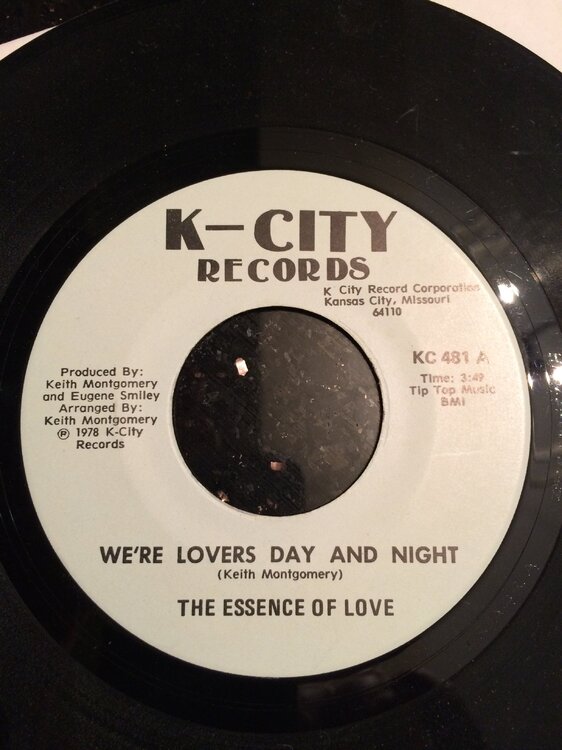 K-CITY
RECORDS
K City Record Corporation
Kansas City, Missouri
64110
Produced By:
Keith Montgomery
and Eugene Smiley
Arranged By:
Keith Montgomery
℗ 1978 K-City
Records
KC 481 A
Time: 3:49
Tip Top Music
BMI
WE'RE LOVERS DAY AND NIGHT
(Keith Montgomery)
THE ESSENCE OF LOVE